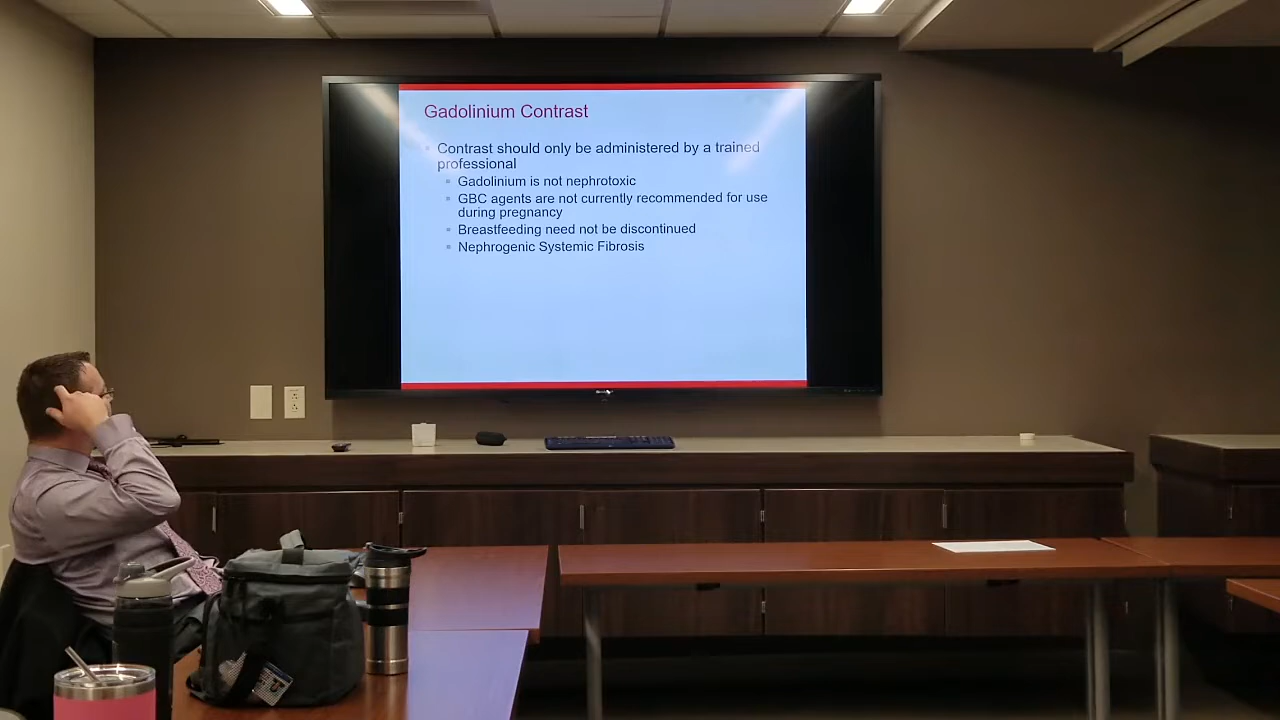 Gadolinium Contrast
Contrast should only be administered by a trained
professional
Gadolinium is not nephrotoxic
GBC agents are not currently recommended for use
during pregnancy
Breastfeeding need not be discontinued
Nephrogenic Systemic Fibrosis